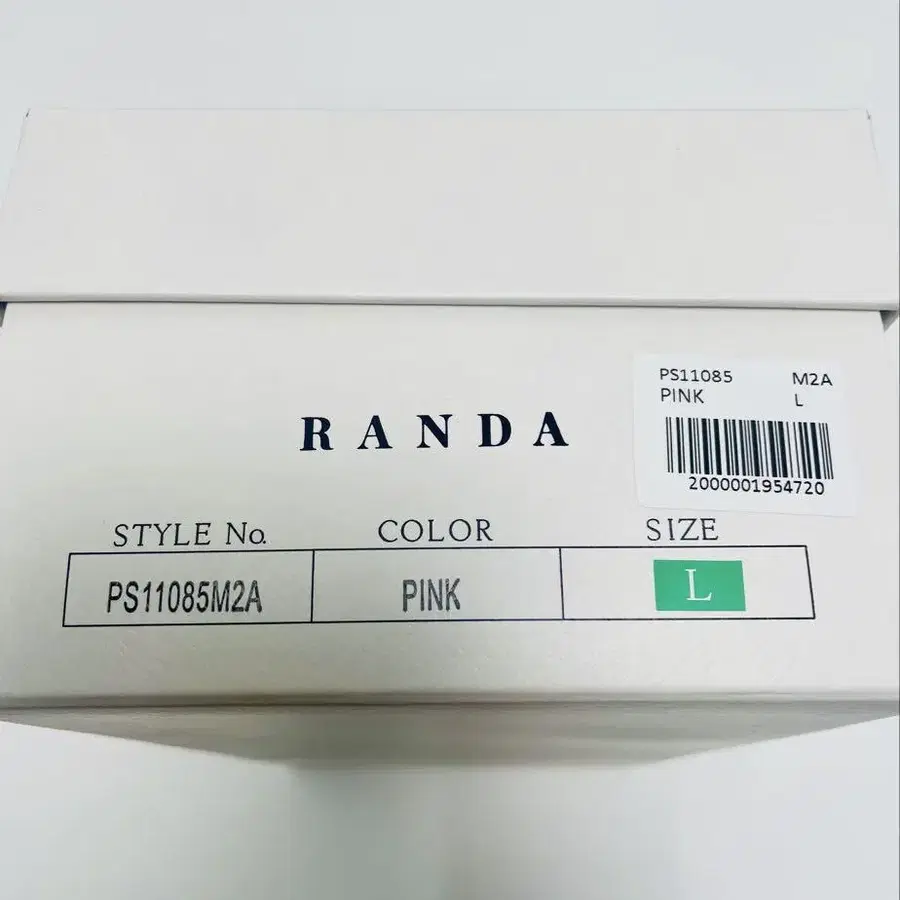 PS11085 M2A
PINK L
2000001954720
RANDA
STYLE No. COLOR SIZE
PS11085M2A PINK L